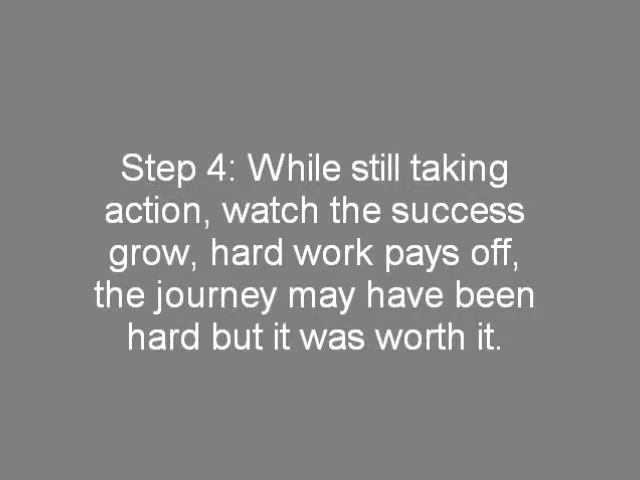 Step 4: While still taking
action, watch the success
grow, hard work pays off,
the journey may have been
hard but it was worth it.